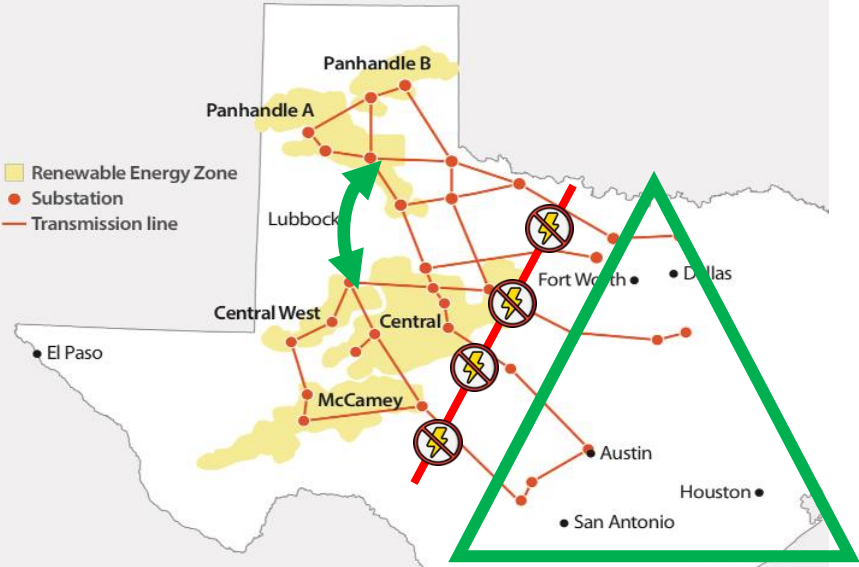 Panhandle B
Panhandle A
Renewable Energy Zone
Substation
Transmission line
Lubbock
Fort Worth
Dallas
Central West
Central
El Paso
McCamey
Austin
Houston
San Antonio